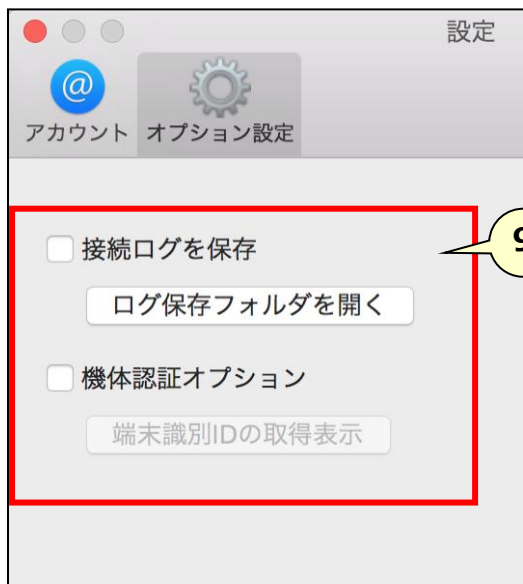 設定
@
アカウント オプション設定
接続ログを保存
ログ保存フォルダを開く
機体認証オプション
端末識別IDの取得表示
9